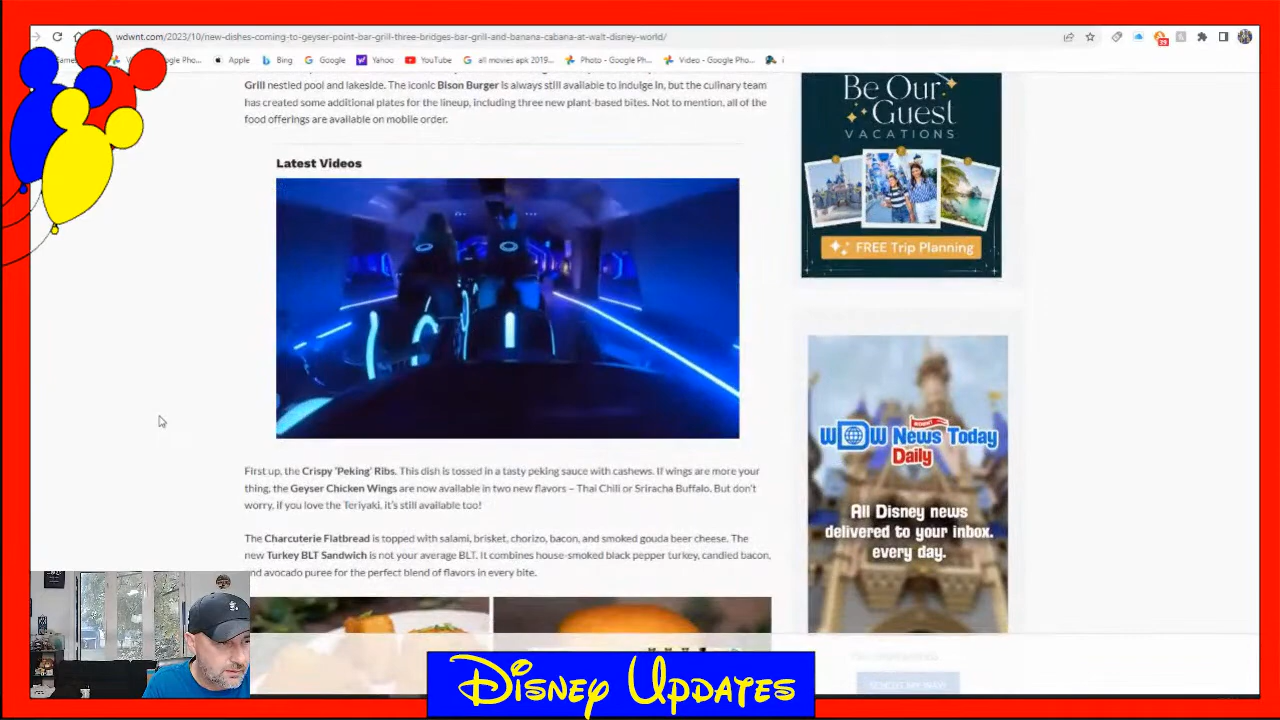 wdwnt.com/2023/10/new-dishes-coming-to-geyser-point-bar-grill-three-bridges-bar-grill-and-banana-cabana-at-walt-disney-world/
Apple Bing Google Yahoo YouTube all movies apk 2019... Photo - Google Ph... Video - Google Pho...
Grill nestled pool and lakeside. The iconic Bison Burger is always still available to indulge in, but the culinary team
has created some additional plates for the lineup, including three new plant-based bites. Not to mention, all of the
food offerings are available on mobile order.
Latest Videos
First up, the Crispy 'Peking' Ribs. This dish is tossed in a tasty peking sauce with cashews. If wings are more your
thing, the Geyser Chicken Wings are now available in two new flavors – Thai Chili or Sriracha Buffalo. But don't
worry, if you love the Teriyaki, it's still available too!
The Charcuterie Flatbread is topped with salami, brisket, chorizo, bacon, and smoked gouda beer cheese. The
new Turkey BLT Sandwich is not your average BLT. It combines house-smoked black pepper turkey, candied bacon,
and avocado puree for the perfect blend of flavors in every bite.
Be Our
Guest
VACATIONS
FREE Trip Planning
WDW News Today
Daily
All Disney news
delivered to your inbox.
every day.
Disney Updates